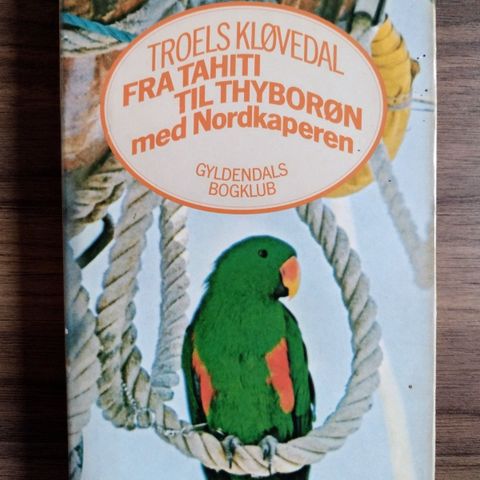 TROELS KLØVEDAL
FRA TAHITI
TIL THYBORØN
med Nordkaperen
GYLDENDALS
BOGKLUB